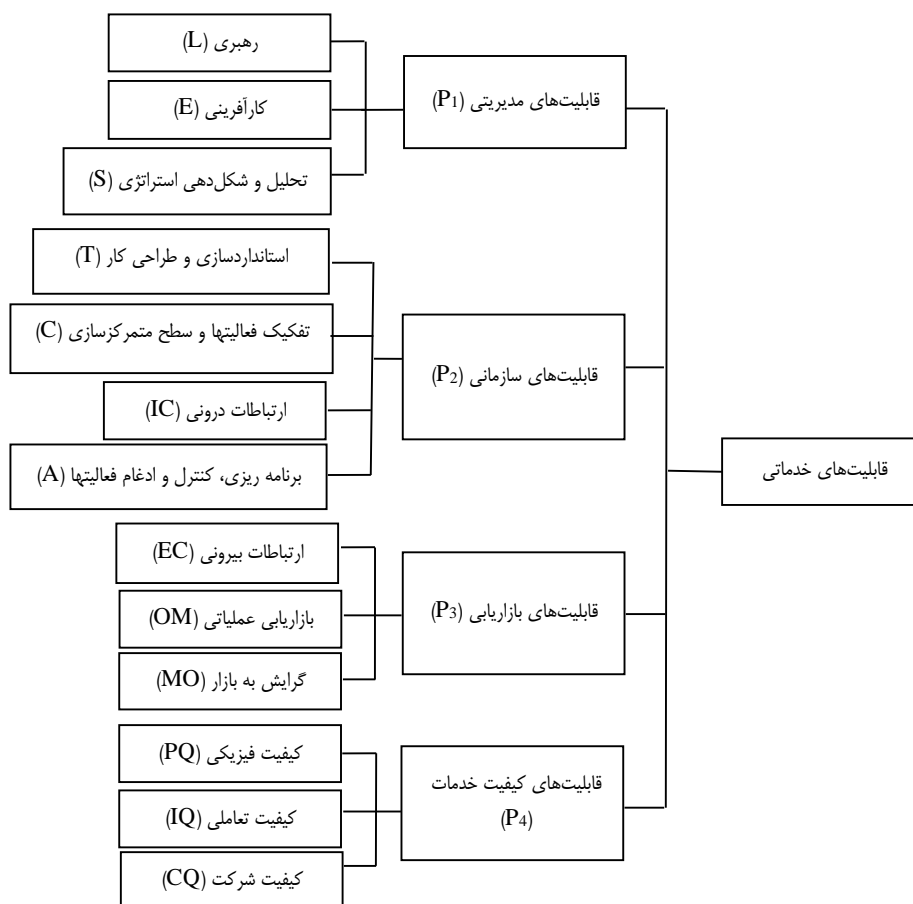 قابلیت‌های خدماتی
قابلیت‌های مدیریتی (P1)
رهبری (L)
کارآفرینی (E)
تحلیل و شکل‌دهی استراتژی (S)
قابلیت‌های سازمانی (P2)
استانداردسازی و طراحی کار (T)
تفکیک فعالیتها و سطح متمرکزسازی (C)
ارتباطات درونی (IC)
برنامه ریزی، کنترل و ادغام فعالیتها (A)
قابلیت‌های بازاریابی (P3)
ارتباطات بیرونی (EC)
بازاریابی عملیاتی (OM)
گرایش به بازار (MO)
قابلیت‌های کیفیت خدمات
(P4)
کیفیت فیزیکی (PQ)
کیفیت تعاملی (IQ)
کیفیت شرکت (CQ)